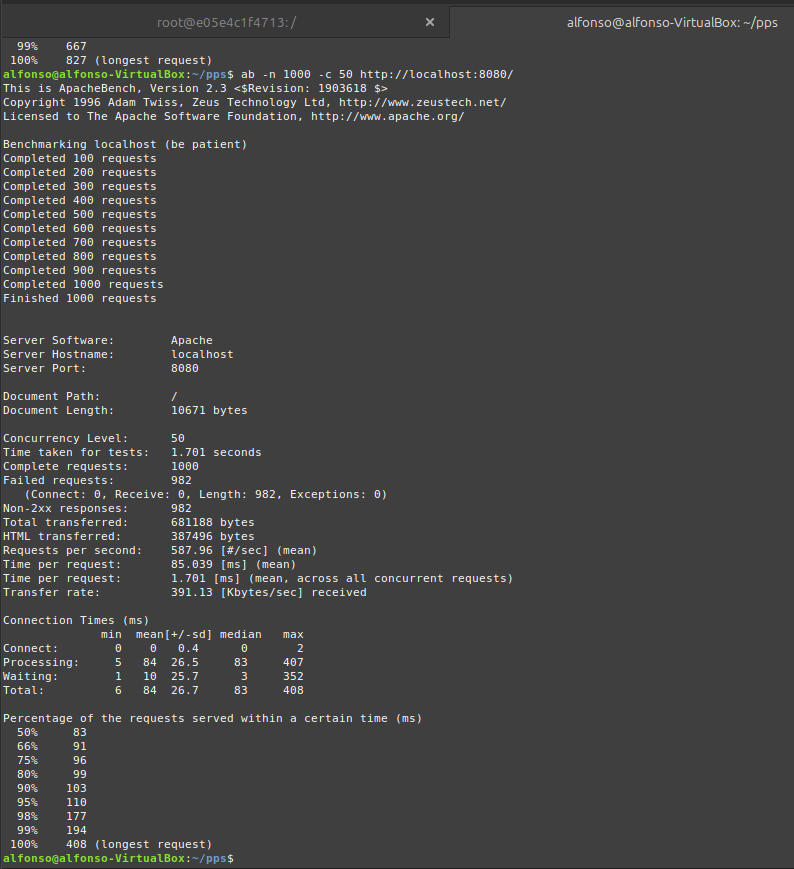 root@e05e4c1f4713: /
alfonso@alfonso-VirtualBox: ~/pps
99% 667
100% 827 (longest request)
alfonso@alfonso-VirtualBox:~/pps$ ab -n 1000 -c 50 http://localhost:8080/
This is ApacheBench, Version 2.3 <$Revision: 1903618 $>
Copyright 1996 Adam Twiss, Zeus Technology Ltd, http://www.zeustech.net/
Licensed to The Apache Software Foundation, http://www.apache.org/
Benchmarking localhost (be patient)
Completed 100 requests
Completed 200 requests
Completed 300 requests
Completed 400 requests
Completed 500 requests
Completed 600 requests
Completed 700 requests
Completed 800 requests
Completed 900 requests
Completed 1000 requests
Finished 1000 requests
Server Software: Apache
Server Hostname: localhost
Server Port: 8080
Document Path: /
Document Length: 10671 bytes
Concurrency Level: 50
Time taken for tests: 1.701 seconds
Complete requests: 1000
Failed requests: 982
(Connect: 0, Receive: 0, Length: 982, Exceptions: 0)
Non-2xx responses: 982
Total transferred: 681188 bytes
HTML transferred: 387496 bytes
Requests per second: 587.96 [#/sec] (mean)
Time per request: 85.039 [ms] (mean)
Time per request: 1.701 [ms] (mean, across all concurrent requests)
Transfer rate: 391.13 [Kbytes/sec] received
Connection Times (ms)
min mean[+/-sd] median max
Connect: 0 0 0.4 0 2
Processing: 5 84 26.5 83 407
Waiting: 1 10 25.7 3 352
Total: 6 84 26.7 83 408
Percentage of the requests served within a certain time (ms)
50% 83
66% 91
75% 96
80% 99
90% 103
95% 110
98% 177
99% 194
100% 408 (longest request)
alfonso@alfonso-VirtualBox:~/pps$